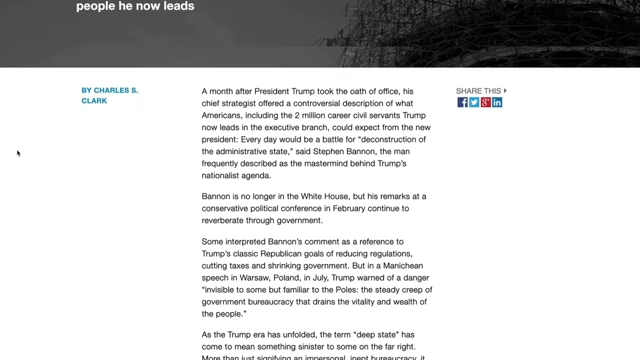 people he now leads
BY CHARLES S.
CLARK
A month after President Trump took the oath of office, his
chief strategist offered a controversial description of what
Americans, including the 2 million career civil servants Trump
now leads in the executive branch, could expect from the new
president: Every day would be a battle for “deconstruction of
the administrative state,” said Stephen Bannon, the man
frequently described as the mastermind behind Trump’s
nationalist agenda.
Bannon is no longer in the White House, but his remarks at a
conservative political conference in February continue to
reverberate through government.
Some interpreted Bannon’s comment as a reference to
Trump’s classic Republican goals of reducing regulations,
cutting taxes and shrinking government. But in a Manichean
speech in Warsaw, Poland, in July, Trump warned of a danger
“invisible to some but familiar to the Poles: the steady creep of
government bureaucracy that drains the vitality and wealth of
the people.”
As the Trump era has unfolded, the term “deep state” has
come to mean something sinister to some on the far right.
More than just signifying an impersonal, inept bureaucracy, it
SHARE THIS